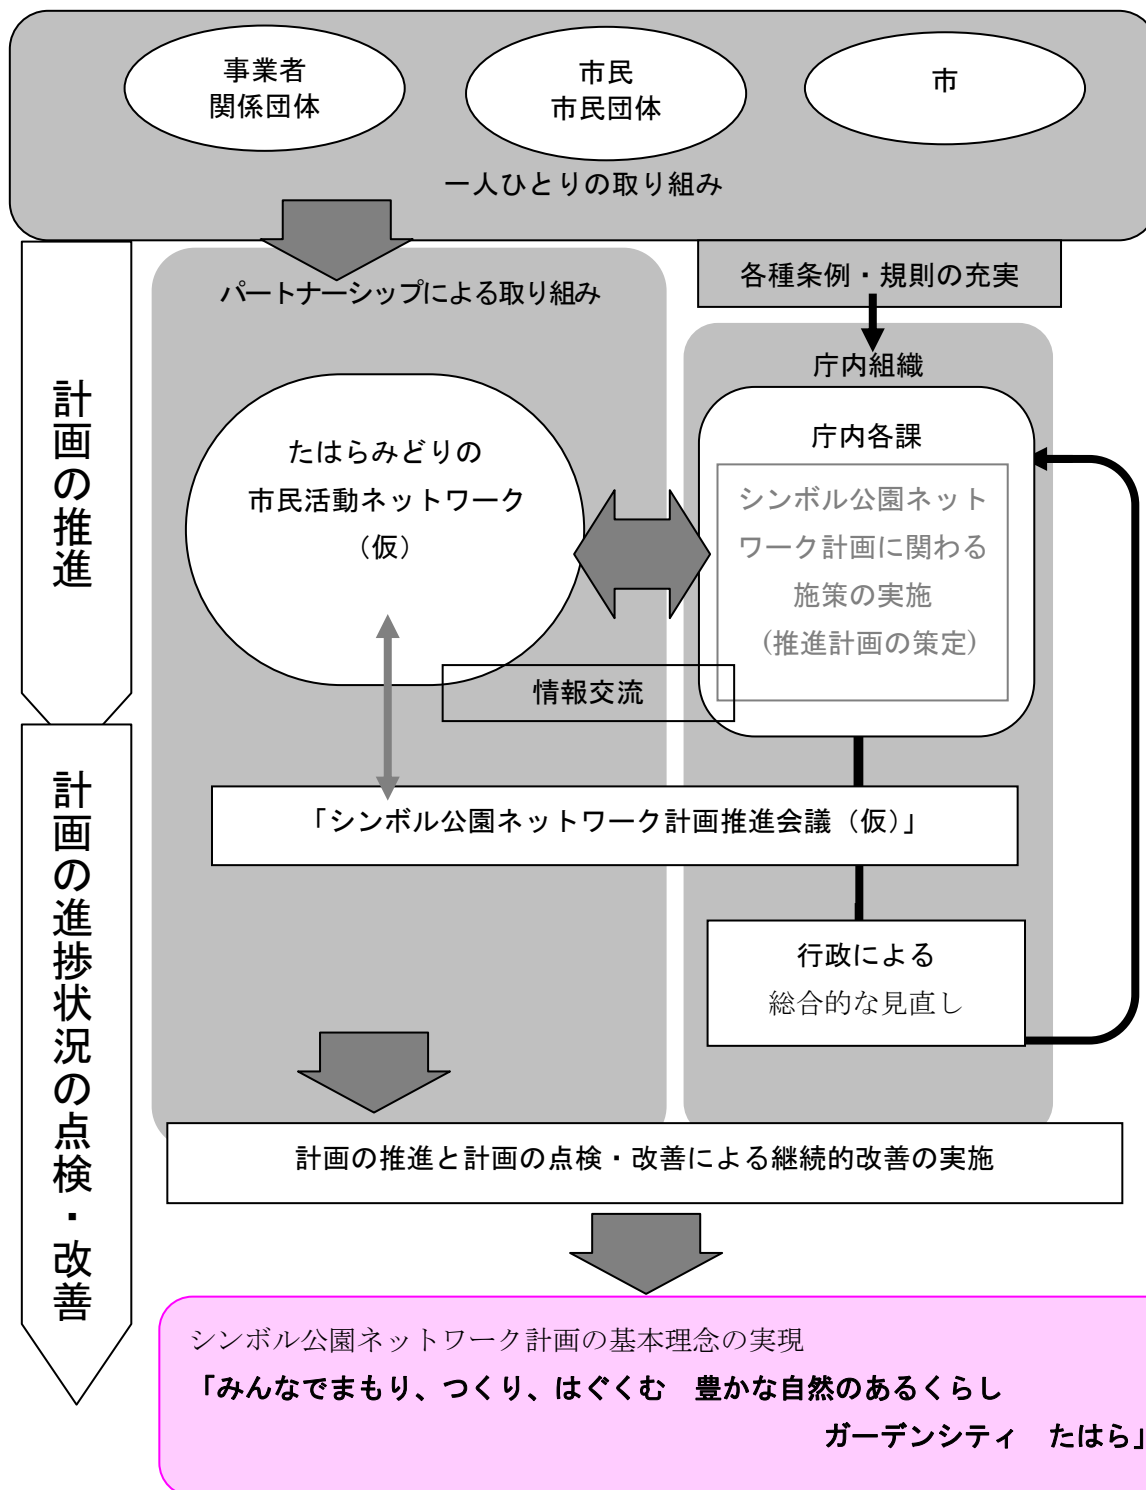 事業者
関係団体
市民
市民団体
市
一人ひとりの取り組み
計画の推進
パートナーシップによる取り組み
各種条例・規則の充実
庁内組織
たはらみどりの
市民活動ネットワーク
（仮）
庁内各課
シンボル公園ネット
ワーク計画に関わる
施策の実施
(推進計画の策定)
情報交流
計画の進捗状況の点検・改善
「シンボル公園ネットワーク計画推進会議（仮）」
行政による
総合的な見直し
計画の推進と計画の点検・改善による継続的改善の実施
シンボル公園ネットワーク計画の基本理念の実現
「みんなでまもり、つくり、はぐくむ　豊かな自然のあるくらし
ガーデンシティ　たはら」